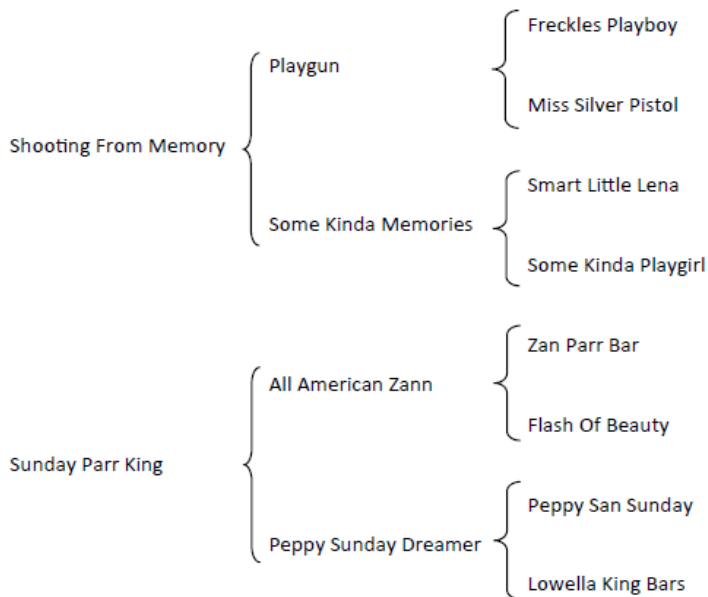 Freckles Playboy
Playgun
Miss Silver Pistol
Shooting From Memory
Smart Little Lena
Some Kinda Memories
Some Kinda Playgirl
Zan Parr Bar
All American Zann
Flash Of Beauty
Sunday Parr King
Peppy San Sunday
Peppy Sunday Dreamer
Lowella King Bars